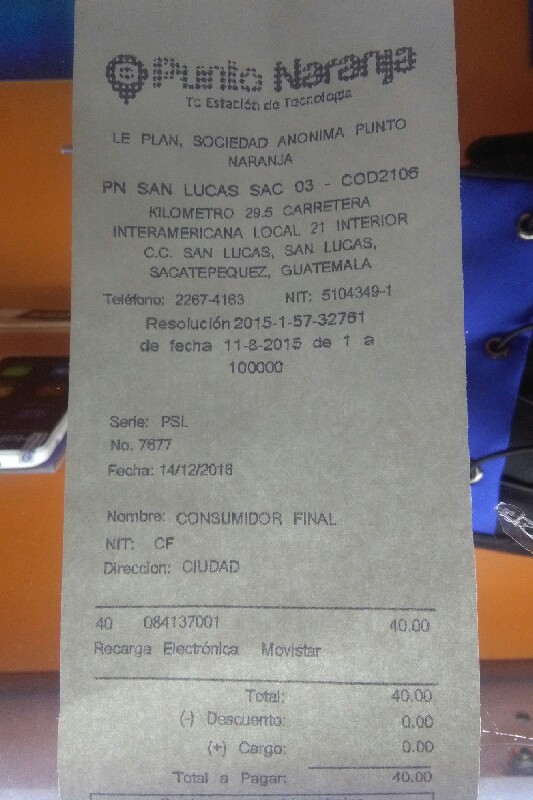 Punto Naranja
Tu Estación de Tecnología
LE PLAN, SOCIEDAD ANONIMA PUNTO
NARANJA
PN SAN LUCAS SAC 03 - COD2106
KILOMETRO 29.5 CARRETERA
INTERAMERICANA LOCAL 21 INTERIOR
C.C. SAN LUCAS, SAN LUCAS,
SACATEPEQUEZ, GUATEMALA
Teléfono: 2267-4163 NIT: 5104349-1
Resolución 2015-1-57-32761
de fecha 11-8-2015 de 1 a
100000
Serie: PSL
No. 7677
Fecha: 14/12/2016
Nombre: CONSUMIDOR FINAL
NIT: CF
Direccion: CIUDAD
40 084137001 40.00
Recarga Electrónica Movistar
Total: 40.00
(-) Descuento: 0.00
(+) Cargo: 0.00
Total a Pagar: 40.00